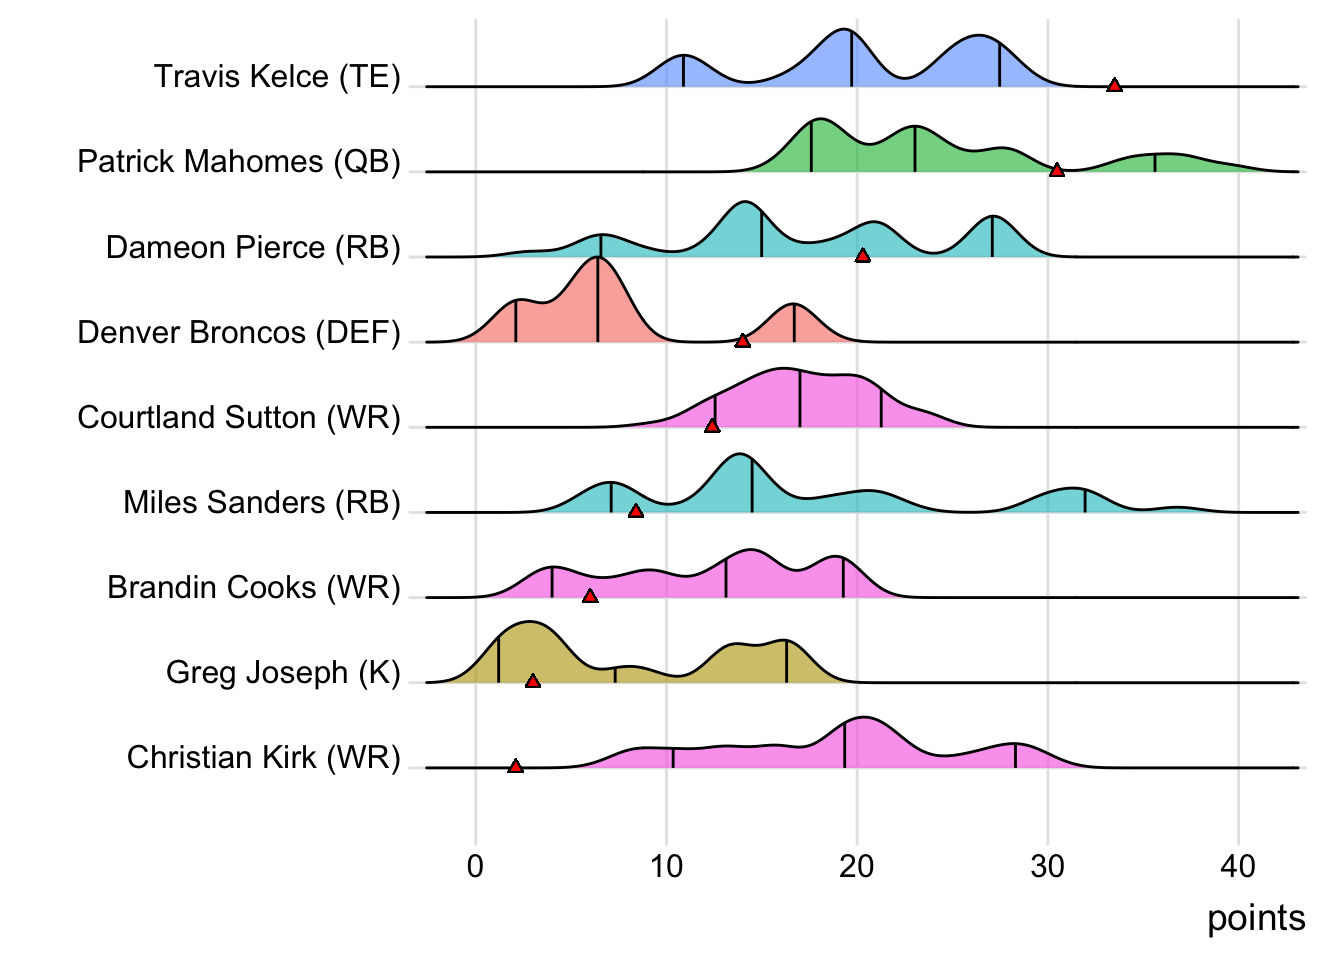 Travis Kelce (TE)
Patrick Mahomes (QB)
Dameon Pierce (RB)
Denver Broncos (DEF)
Courtland Sutton (WR)
Miles Sanders (RB)
Brandin Cooks (WR)
Greg Joseph (K)
Christian Kirk (WR)
0 10 20 30 40
points